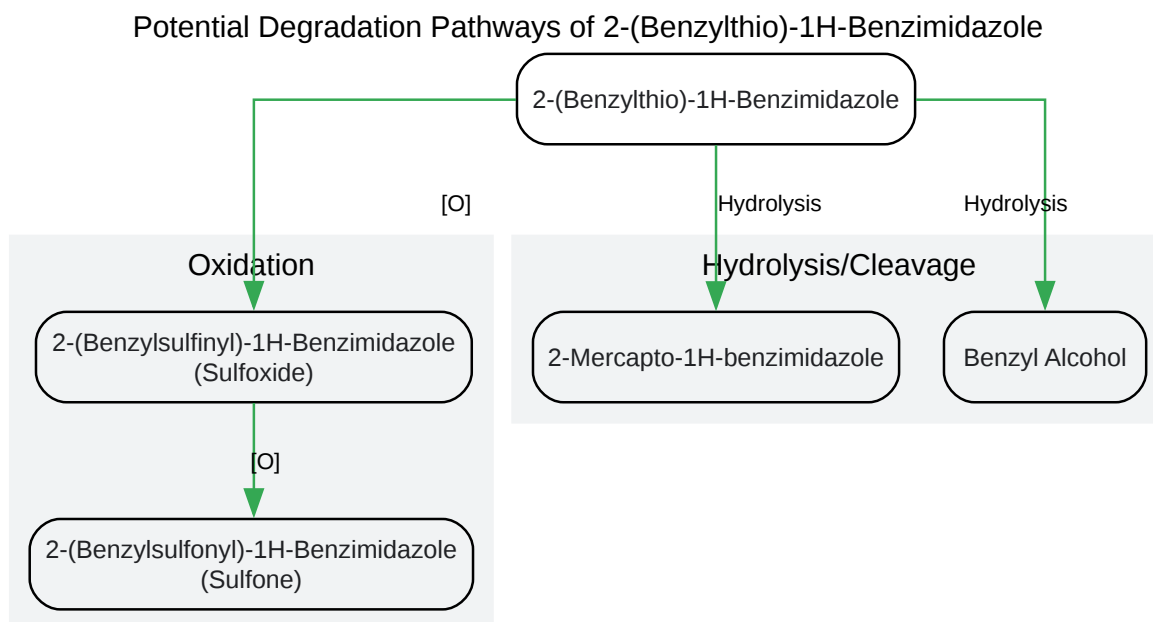 Potential Degradation Pathways of 2-(Benzylthio)-1H-Benzimidazole
2-(Benzylthio)-1H-Benzimidazole
[O]
Hydrolysis
Hydrolysis
Oxidation
Hydrolysis/Cleavage
2-(Benzylsulfinyl)-1H-Benzimidazole
(Sulfoxide)
2-Mercapto-1H-benzimidazole
Benzyl Alcohol
[O]
2-(Benzylsulfonyl)-1H-Benzimidazole
(Sulfone)